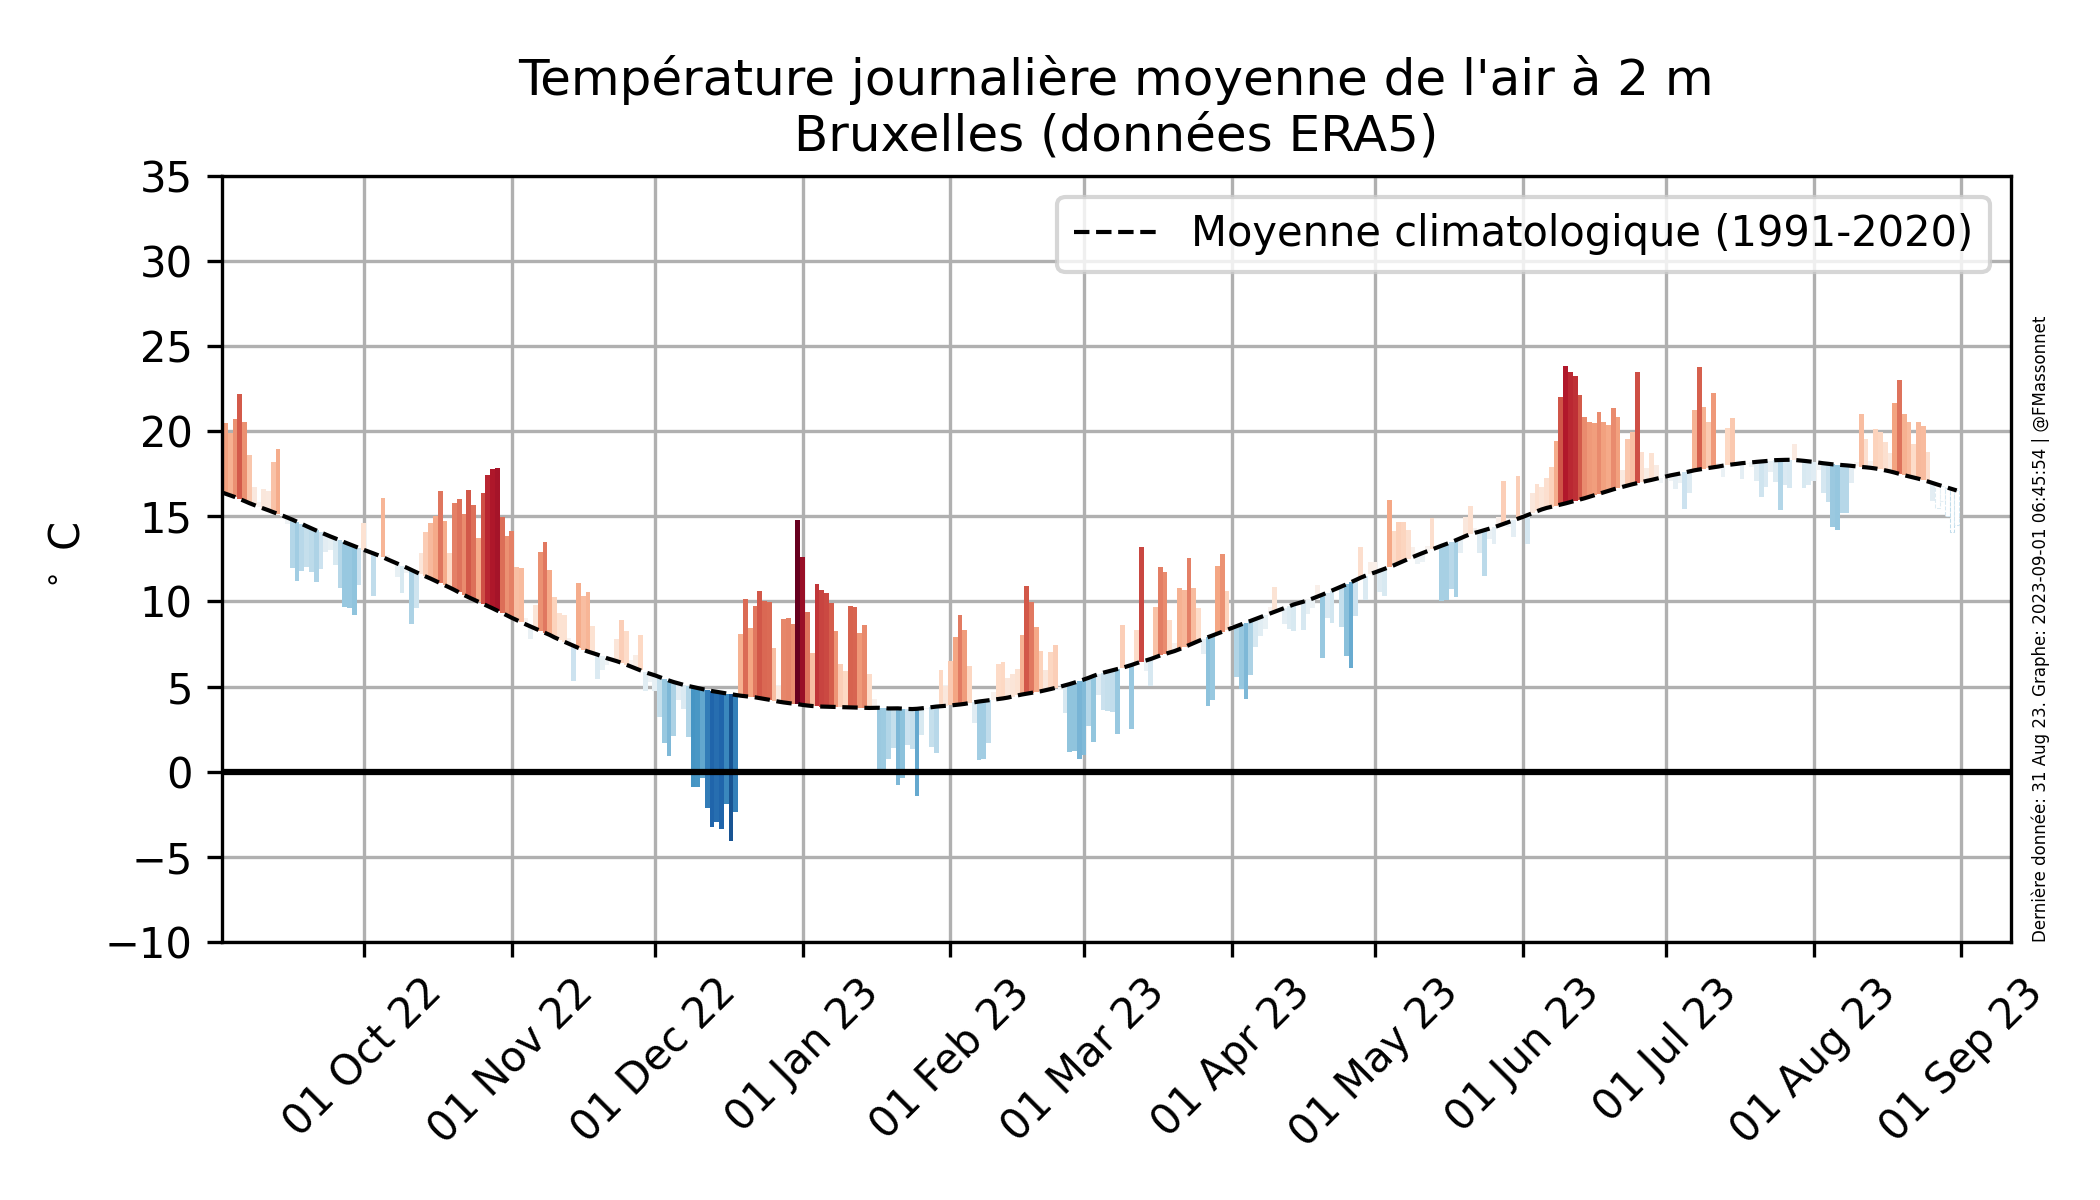 Température journalière moyenne de l'air à 2 m
Bruxelles (données ERA5)
35
30
25
20
15
10
5
0
−5
−10
° C
Moyenne climatologique (1991-2020)
01 Oct 22
01 Nov 22
01 Dec 22
01 Jan 23
01 Feb 23
01 Mar 23
01 Apr 23
01 May 23
01 Jun 23
01 Jul 23
01 Aug 23
01 Sep 23
Dernière donnée: 31 Aug 23. Graphe: 2023-09-01 06:45:54 | @FMassonnet